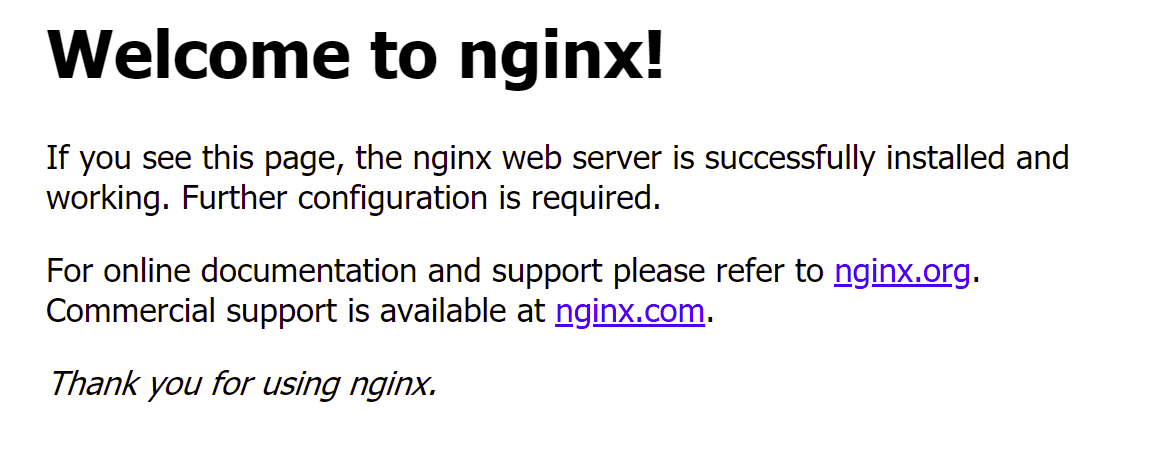 Welcome to nginx!
If you see this page, the nginx web server is successfully installed and
working. Further configuration is required.
For online documentation and support please refer to nginx.org.
Commercial support is available at nginx.com.
Thank you for using nginx.